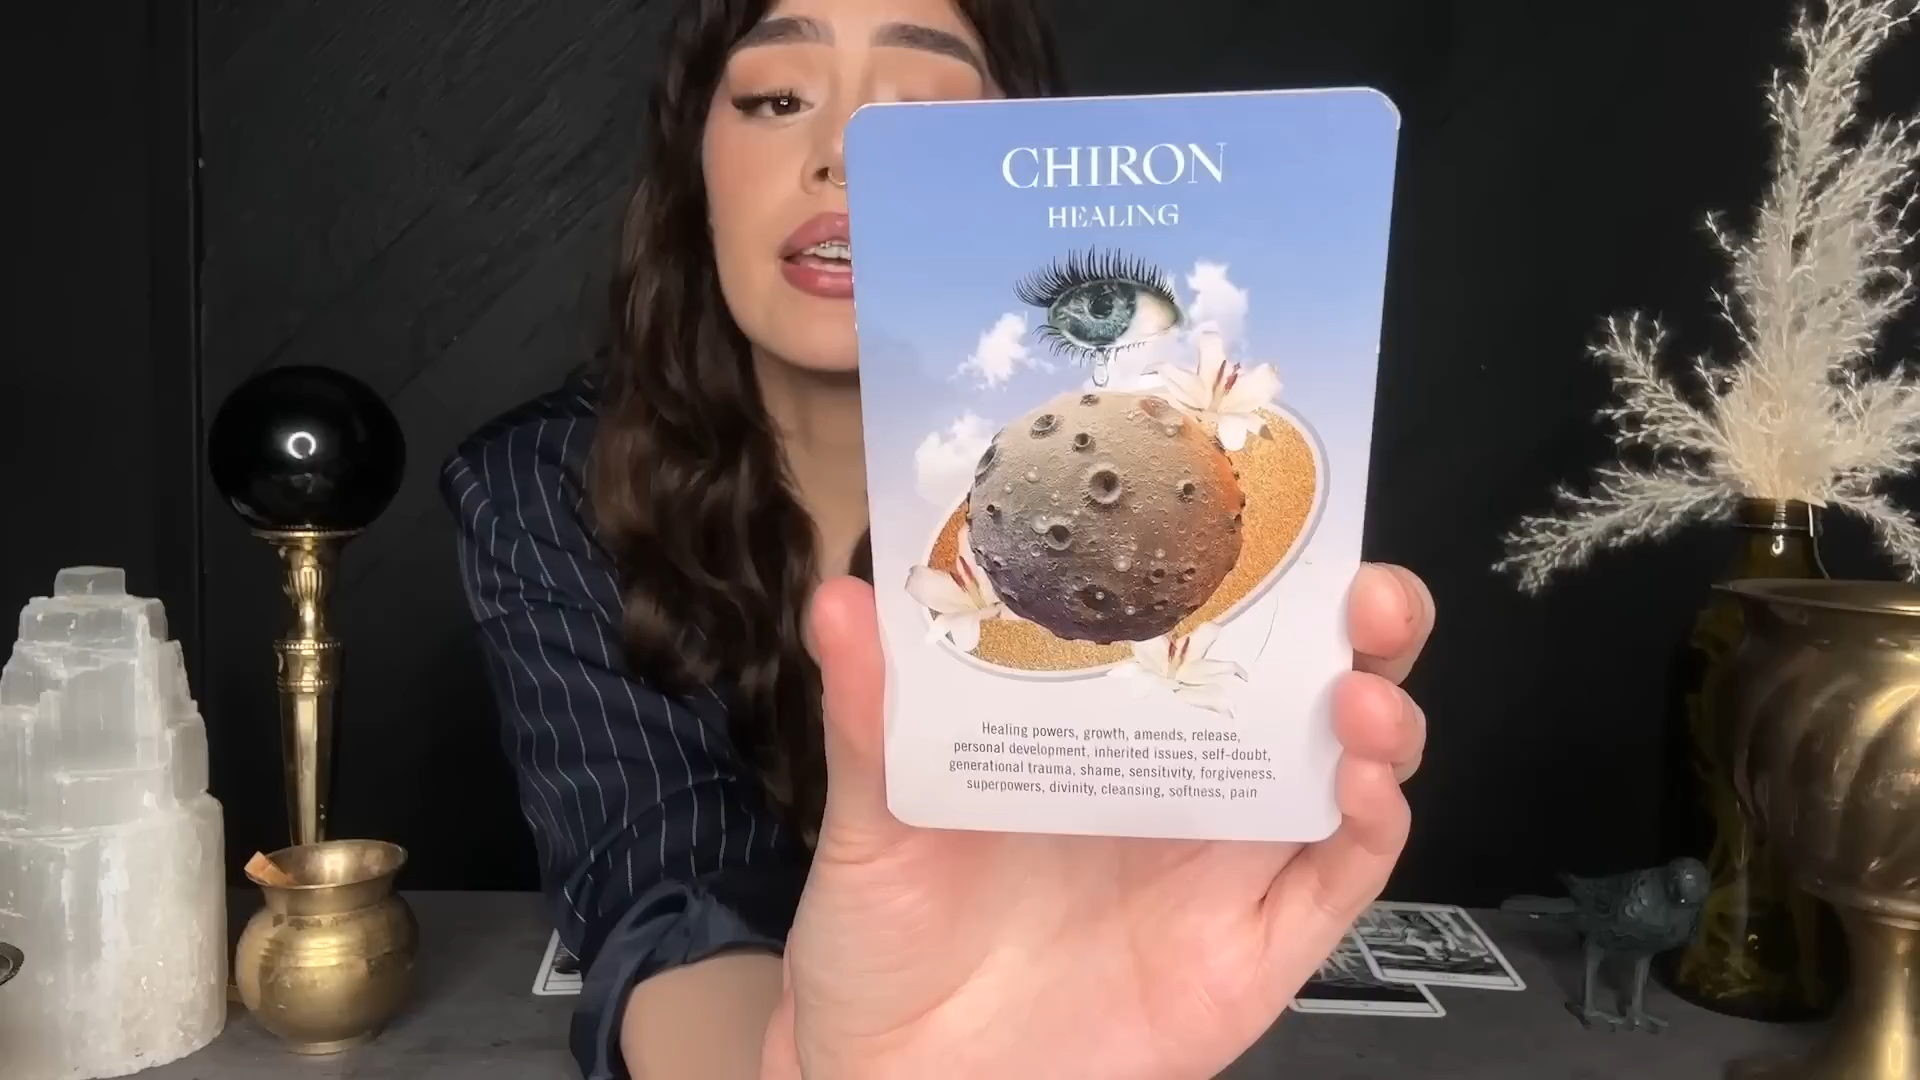 CHIRON
HEALING
Healing powers, growth, amends, release,
personal development, inherited issues, self-doubt,
generational trauma, shame, sensitivity, forgiveness,
superpowers, divinity, cleansing, softness, pain